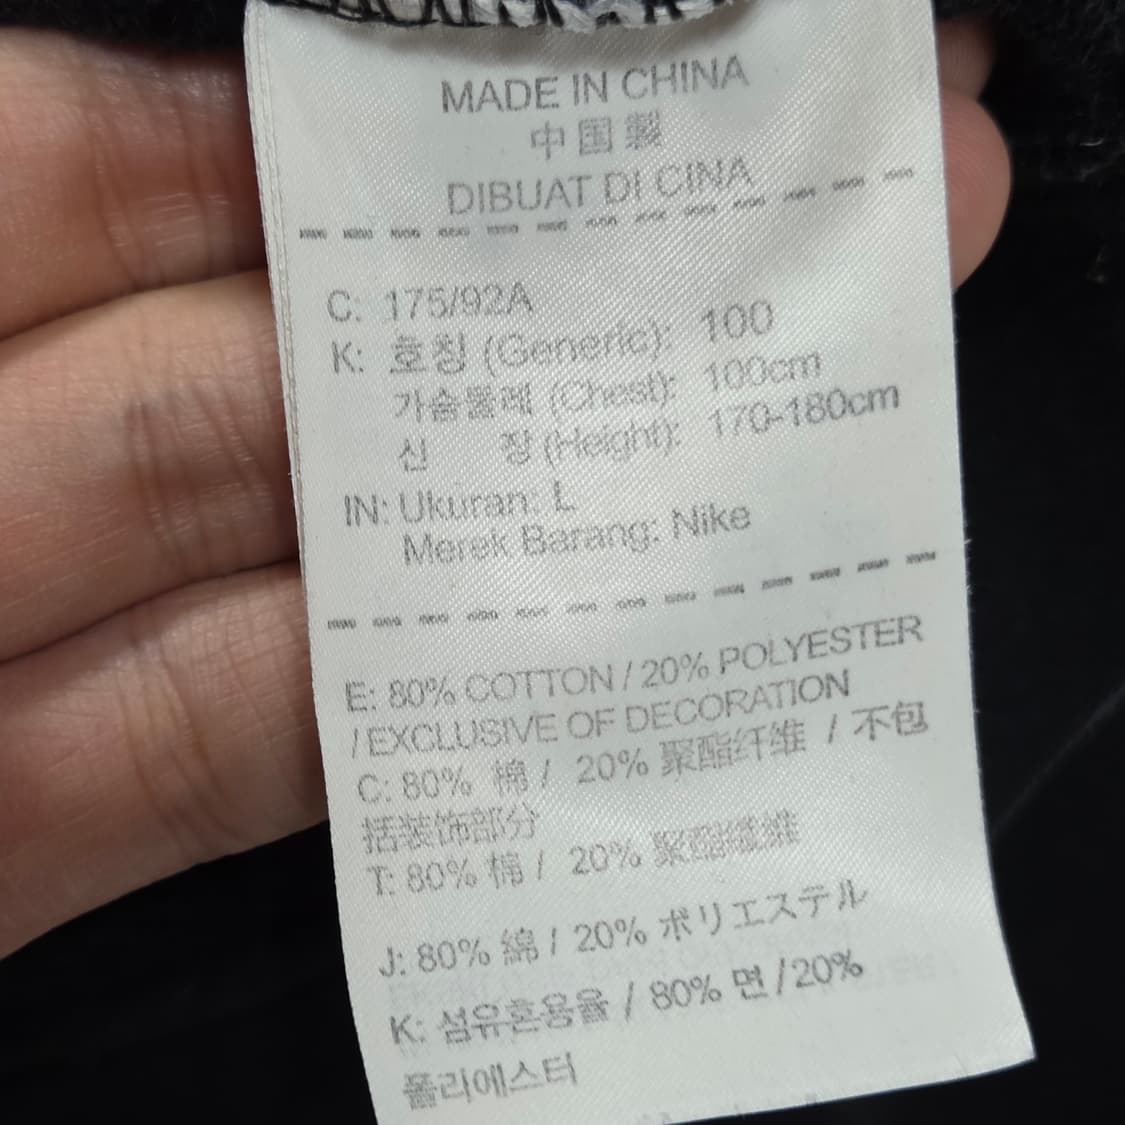 MADE IN CHINA
中国製
DIBUAT DI CINA
C: 175/92A
K: 호칭 (Generic): 100
가슴둘레 (Chest): 100cm
신 장 (Height): 170-180cm
IN: Ukuran: L
Merek Barang: Nike
E: 80% COTTON / 20% POLYESTER
/ EXCLUSIVE OF DECORATION
C: 80% 棉 / 20% 聚酯纤维 / 不包
括装饰部分
T: 80% 棉 / 20% 聚酯纖維
J: 80% 綿 / 20% ポリエステル
K: 섬유혼용율 / 80% 면 /20%
폴리에스터